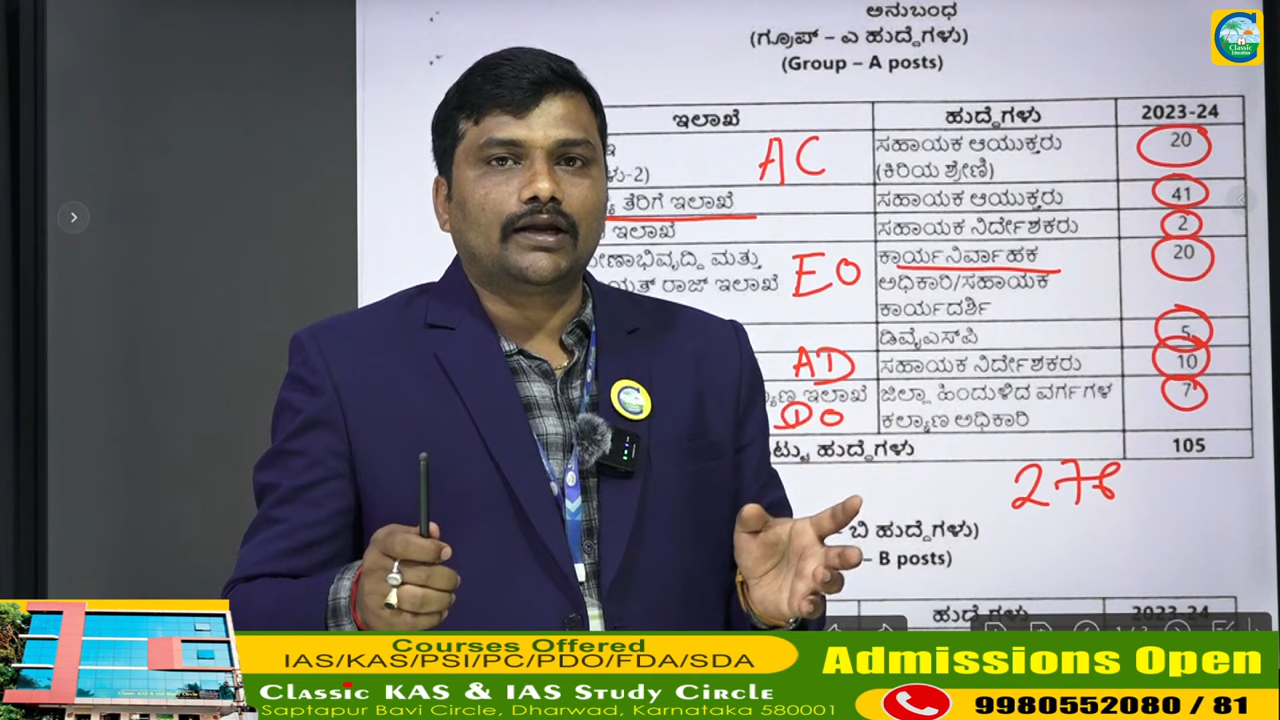 ಅನುಬಂಧ
(ಗ್ರೂಪ್ – ಎ ಹುದ್ದೆಗಳು)
(Group – A posts)
Classic
Education
ಇಲಾಖೆ ಹುದ್ದೆಗಳು 2023-24
AC ಸಹಾಯಕ ಆಯುಕ್ತರು 20
(ಕಿರಿಯ ಶ್ರೇಣಿ)
ತೆರಿಗೆ ಇಲಾಖೆ ಸಹಾಯಕ ಆಯುಕ್ತರು 41
ಇಲಾಖೆ ಸಹಾಯಕ ನಿರ್ದೇಶಕರು 2
ಮತ್ತು EO ಕಾರ್ಯನಿರ್ವಾಹಕ 20
ರಾಜ್ ಇಲಾಖೆ ಅಧಿಕಾರಿ/ಸಹಾಯಕ
ಕಾರ್ಯದರ್ಶಿ
ಡಿವೈಎಸ್‌ಪಿ 5
AD ಸಹಾಯಕ ನಿರ್ದೇಶಕರು 10
ಇಲಾಖೆ ಜಿಲ್ಲಾ ಹಿಂದುಳಿದ ವರ್ಗಗಳ 7
DO ಕಲ್ಯಾಣ ಅಧಿಕಾರಿ
ಹುದ್ದೆಗಳು 105
276
ಬಿ ಹುದ್ದೆಗಳು)
– B posts)
ಹುದ್ದೆಗಳು 2023-24
Courses Offered
IAS/KAS/PSI/PC/PDO/FDA/SDA
Classic KAS & IAS Study Circle
Saptapur Bavi Circle, Dharwad, Karnataka 580001
Admissions Open
9980552080 / 81